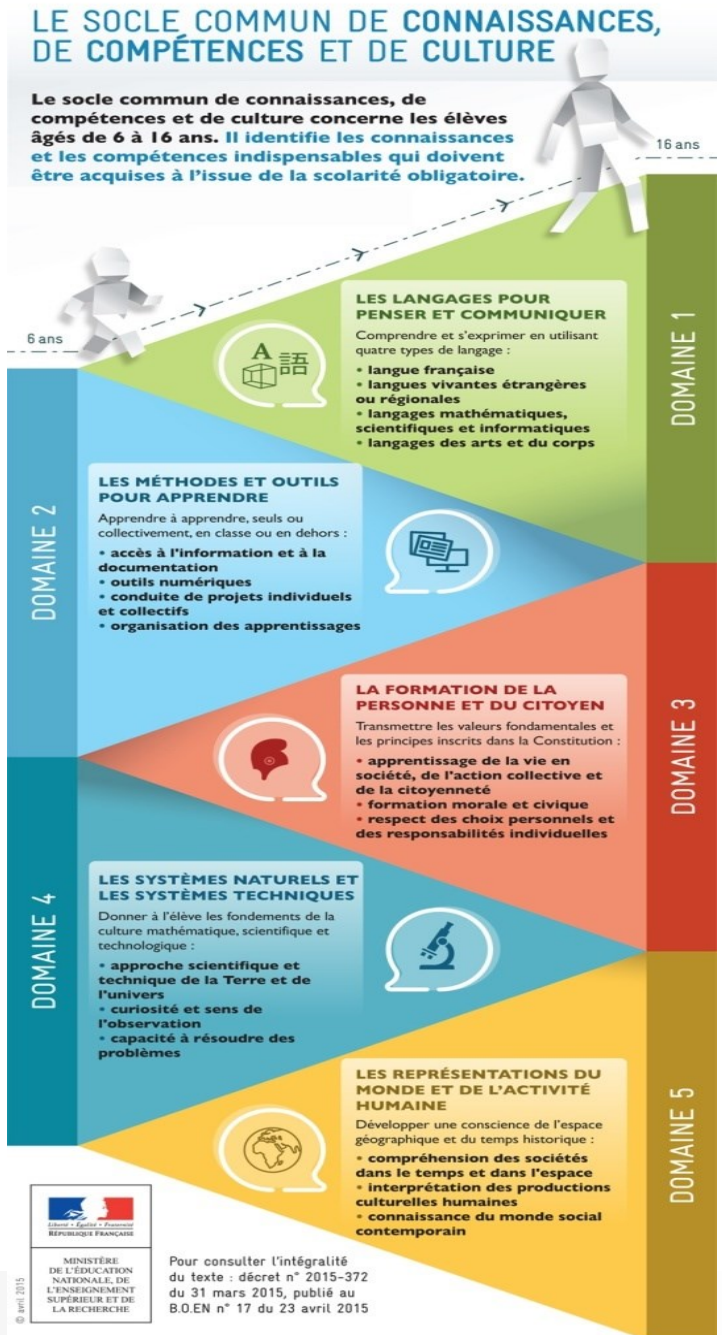 LE SOCLE COMMUN DE CONNAISSANCES,
DE COMPÉTENCES ET DE CULTURE
Le socle commun de connaissances, de
compétences et de culture concerne les élèves
âgés de 6 à 16 ans. Il identifie les connaissances
et les compétences indispensables qui doivent
être acquises à l'issue de la scolarité obligatoire.
16 ans
6 ans
DOMAINE 1
A 語
LES LANGAGES POUR
PENSER ET COMMUNIQUER
Comprendre et s'exprimer en utilisant
quatre types de langage :
• langue française
• langues vivantes étrangères
ou régionales
• langages mathématiques,
scientifiques et informatiques
• langages des arts et du corps
DOMAINE 2
LES MÉTHODES ET OUTILS
POUR APPRENDRE
Apprendre à apprendre, seuls ou
collectivement, en classe ou en dehors :
• accès à l'information et à la
documentation
• outils numériques
• conduite de projets individuels
et collectifs
• organisation des apprentissages
DOMAINE 3
LA FORMATION DE LA
PERSONNE ET DU CITOYEN
Transmettre les valeurs fondamentales et
les principes inscrits dans la Constitution :
• apprentissage de la vie en
société, de l'action collective et
de la citoyenneté
• formation morale et civique
• respect des choix personnels et
des responsabilités individuelles
DOMAINE 4
LES SYSTÈMES NATURELS ET
LES SYSTÈMES TECHNIQUES
Donner à l'élève les fondements de la
culture mathématique, scientifique et
technologique :
• approche scientifique et
technique de la Terre et de
l'univers
• curiosité et sens de
l'observation
• capacité à résoudre des
problèmes
DOMAINE 5
LES REPRÉSENTATIONS DU
MONDE ET DE L'ACTIVITÉ
HUMAINE
Développer une conscience de l'espace
géographique et du temps historique :
• compréhension des sociétés
dans le temps et dans l'espace
• interprétation des productions
culturelles humaines
• connaissance du monde social
contemporain
Liberté • Égalité • Fraternité
RÉPUBLIQUE FRANÇAISE
MINISTÈRE
DE L'ÉDUCATION
NATIONALE, DE
L'ENSEIGNEMENT
SUPÉRIEUR ET DE
LA RECHERCHE
© avril 2015
Pour consulter l'intégralité
du texte : décret n° 2015-372
du 31 mars 2015, publié au
B.O.EN n° 17 du 23 avril 2015